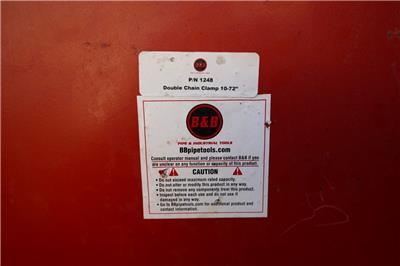 B&B
P/N 1248
Double Chain Clamp 10-72"
B&B
PIPE & INDUSTRIAL TOOLS
BBpipetools.com
Consult operator manual and please contact B&B if you
are unclear on any function or capacity of this product.
CAUTION
• Do not exceed maximum rated capacity.
• Do not alter or modify this product in any way.
• Do not remove any components from this product.
• Inspect before each use and do not use if
damaged in any way.
• Go to BBpipetools.com for additional product and
contact information.